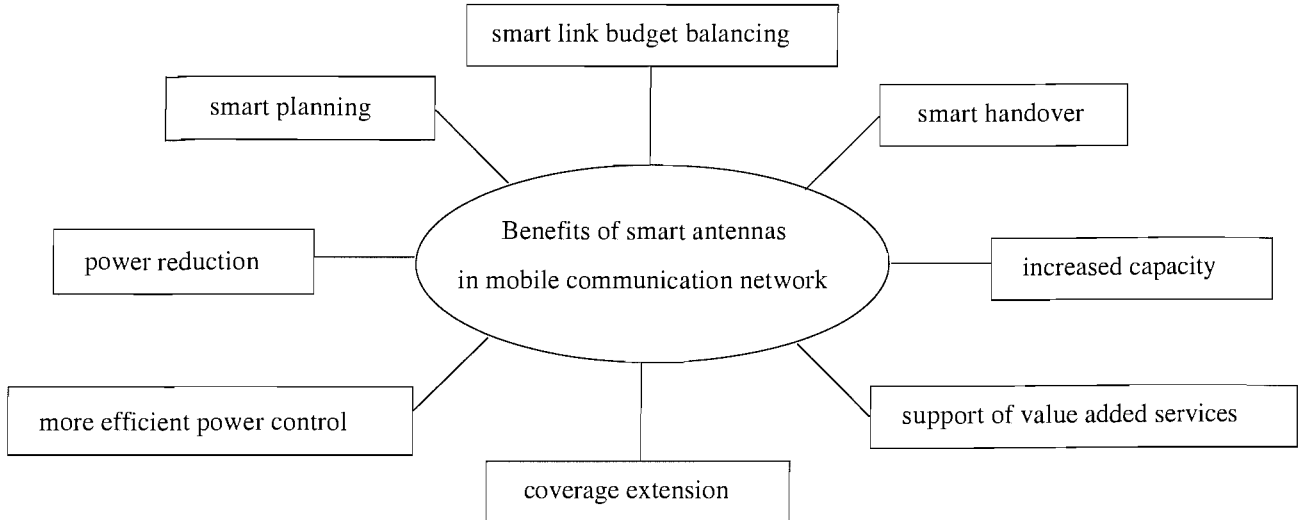 smart link budget balancing
smart planning
smart handover
Benefits of smart antennas
in mobile communication network
power reduction
increased capacity
more efficient power control
support of value added services
coverage extension